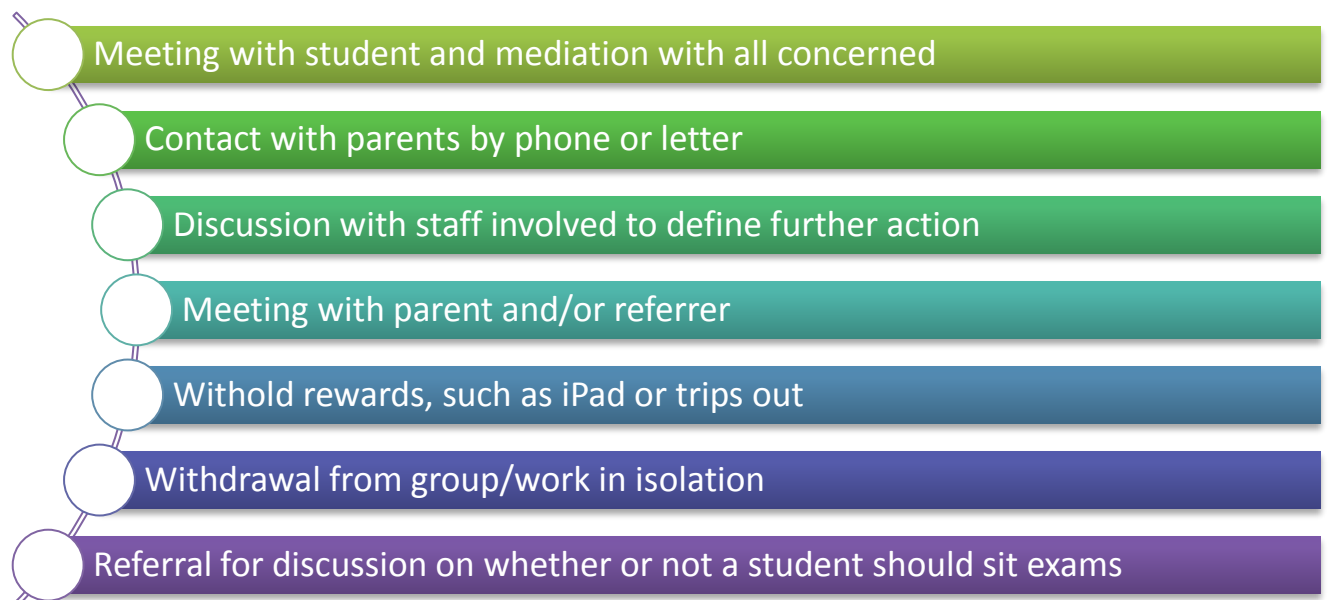 Meeting with student and mediation with all concerned
Contact with parents by phone or letter
Discussion with staff involved to define further action
Meeting with parent and/or referrer
Withold rewards, such as iPad or trips out
Withdrawal from group/work in isolation
Referral for discussion on whether or not a student should sit exams